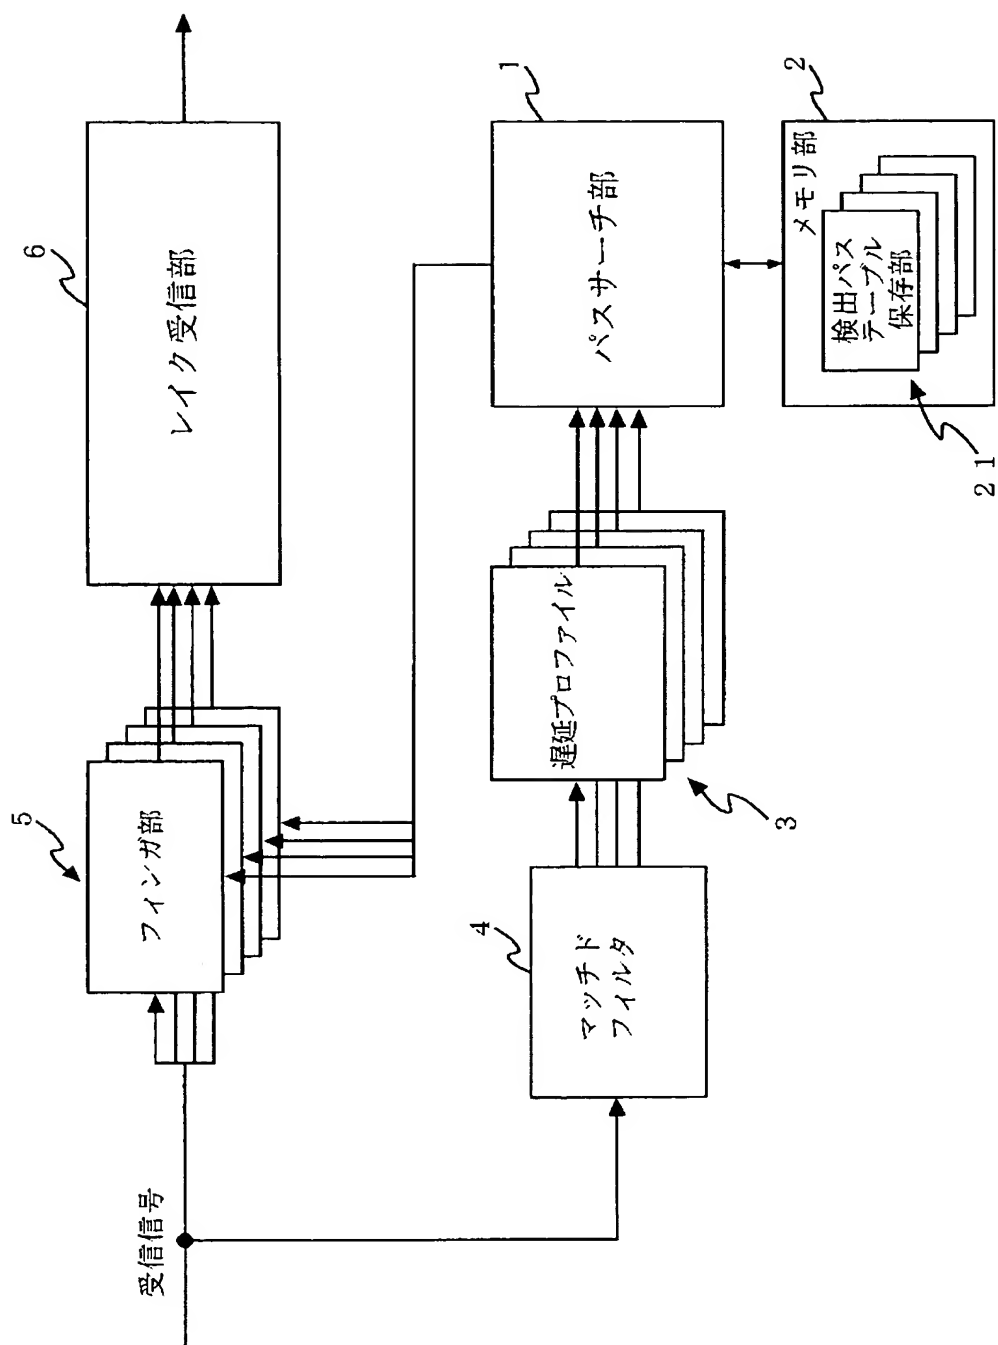 受信信号
5
フィンガ部
6
レイク受信部
4
マッチド
フィルタ
3
遅延プロファイル
1
パスサーチ部
2
メモリ部
検出パス
テーブル
保存部
21